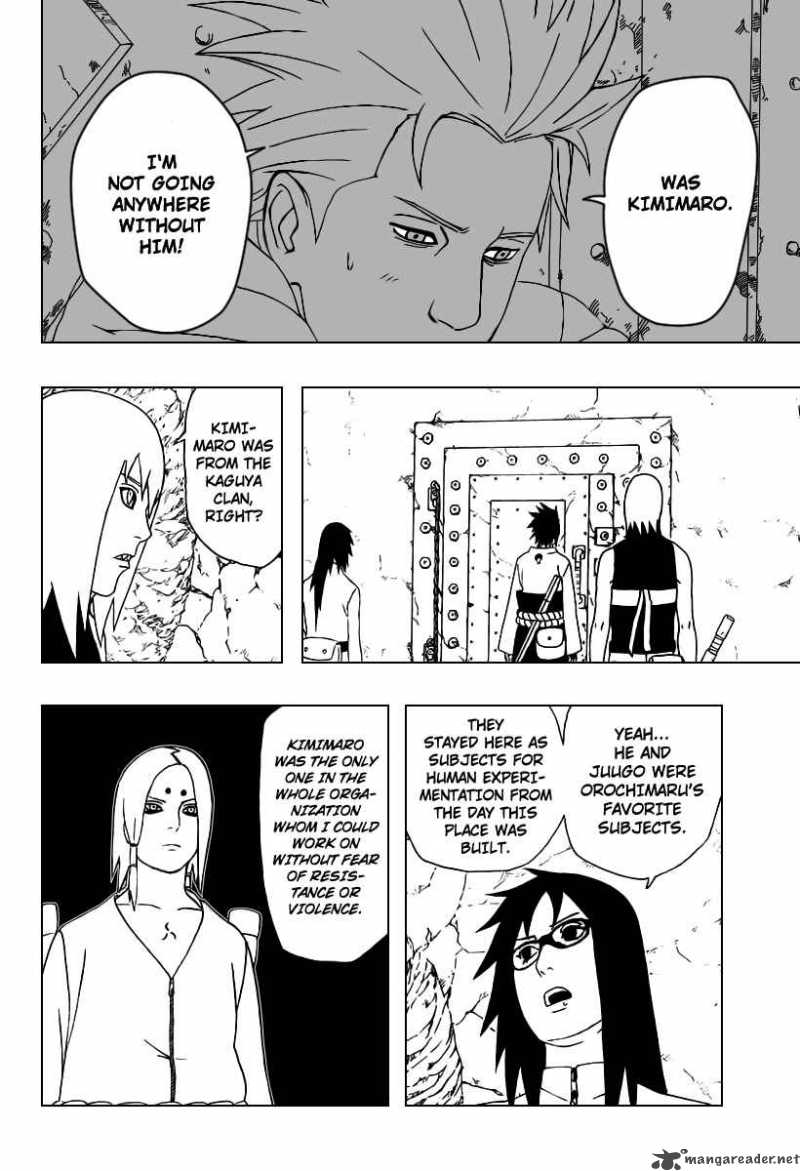 WAS
KIMIMARO.
I'M
NOT GOING
ANYWHERE
WITHOUT
HIM!
KIMI-
MARO WAS
FROM THE
KAGUYA
CLAN,
RIGHT?
YEAH...
HE AND
JUUGO WERE
OROCHIMARU'S
FAVORITE
SUBJECTS.
THEY
STAYED HERE AS
SUBJECTS FOR
HUMAN EXPERI-
MENTATION FROM
THE DAY THIS
PLACE WAS
BUILT.
KIMIMARO
WAS THE ONLY
ONE IN THE
WHOLE ORGA-
NIZATION
WHOM I COULD
WORK ON
WITHOUT FEAR
OF RESIS-
TANCE OR
VIOLENCE.
mangareader.net